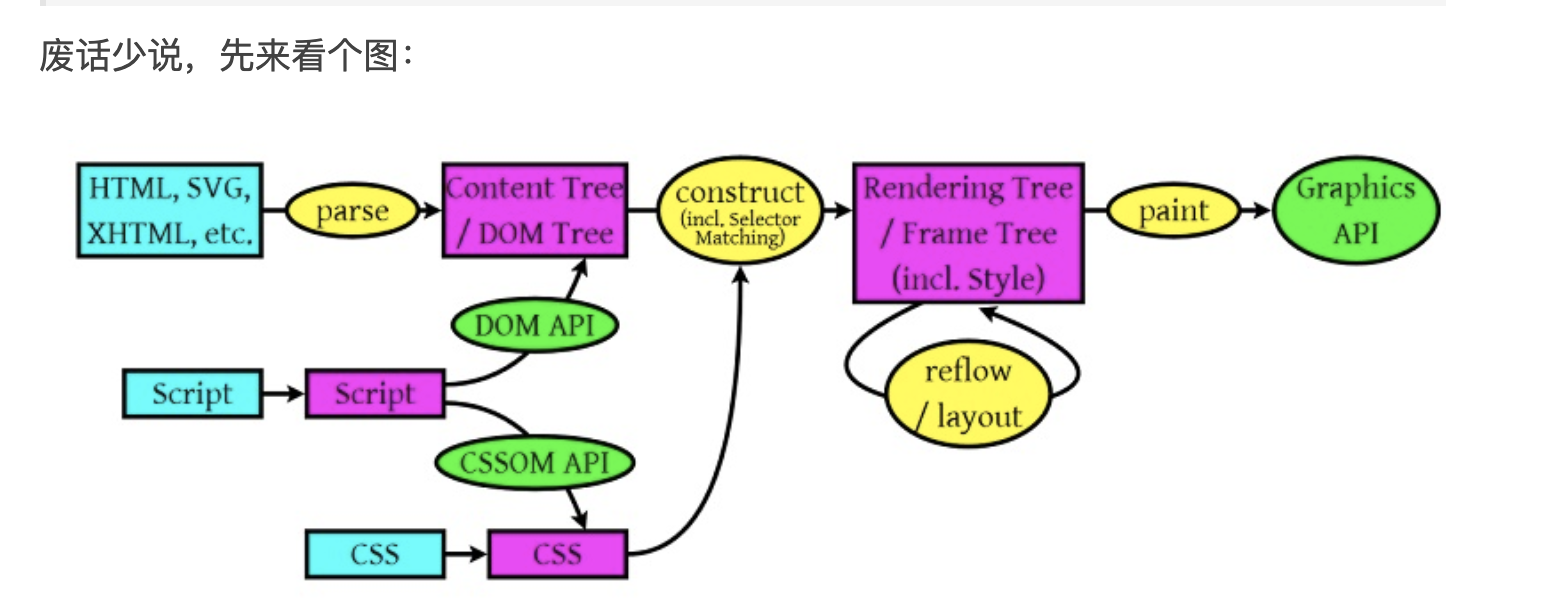 废话少说，先来看个图：
HTML, SVG,
XHTML, etc.
parse
Content Tree
/ DOM Tree
construct
(incl. Selector
Matching)
Rendering Tree
/ Frame Tree
(incl. Style)
paint
Graphics
API
DOM API
reflow
/ layout
Script
Script
CSSOM API
CSS
CSS